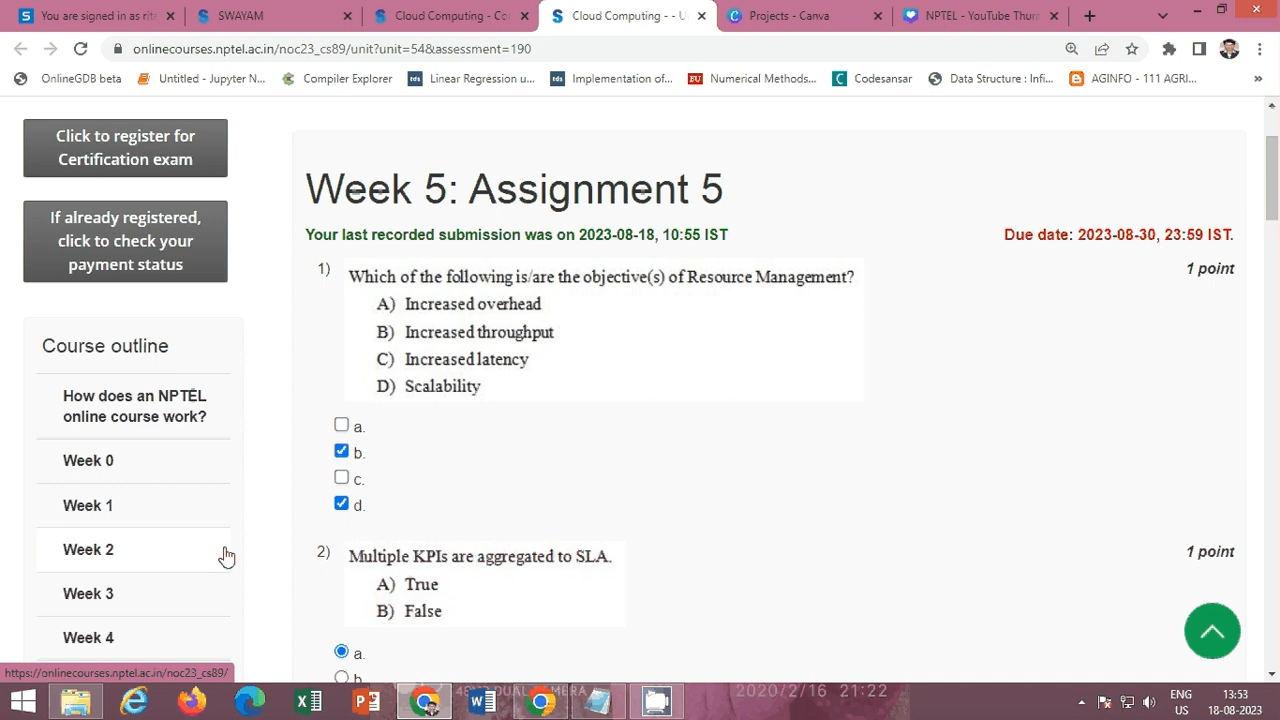 You are signed in as rite
SWAYAM
Cloud Computing - Co
Cloud Computing - - U
Projects - Canva
NPTEL - YouTube Thum
onlinecourses.nptel.ac.in/noc23_cs89/unit?unit=54&assessment=190
OnlineGDB beta
Untitled - Jupyter N...
Compiler Explorer
Linear Regression u...
Implementation of...
Numerical Methods...
Codesansar
Data Structure : Infi...
AGINFO - 111 AGRI...
Click to register for
Certification exam
If already registered,
click to check your
payment status
Course outline
How does an NPTEL
online course work?
Week 0
Week 1
Week 2
Week 3
Week 4
https://onlinecourses.nptel.ac.in/noc23_cs89/
Week 5: Assignment 5
Your last recorded submission was on 2023-08-18, 10:55 IST
Due date: 2023-08-30, 23:59 IST.
1) Which of the following is/are the objective(s) of Resource Management?
1 point
A) Increased overhead
B) Increased throughput
C) Increased latency
D) Scalability
a.
b.
c.
d.
2) Multiple KPIs are aggregated to SLA.
1 point
A) True
B) False
a.
b.
DUAL CAMERA
2020/2/16 21:22
ENG
US
13:53
18-08-2023